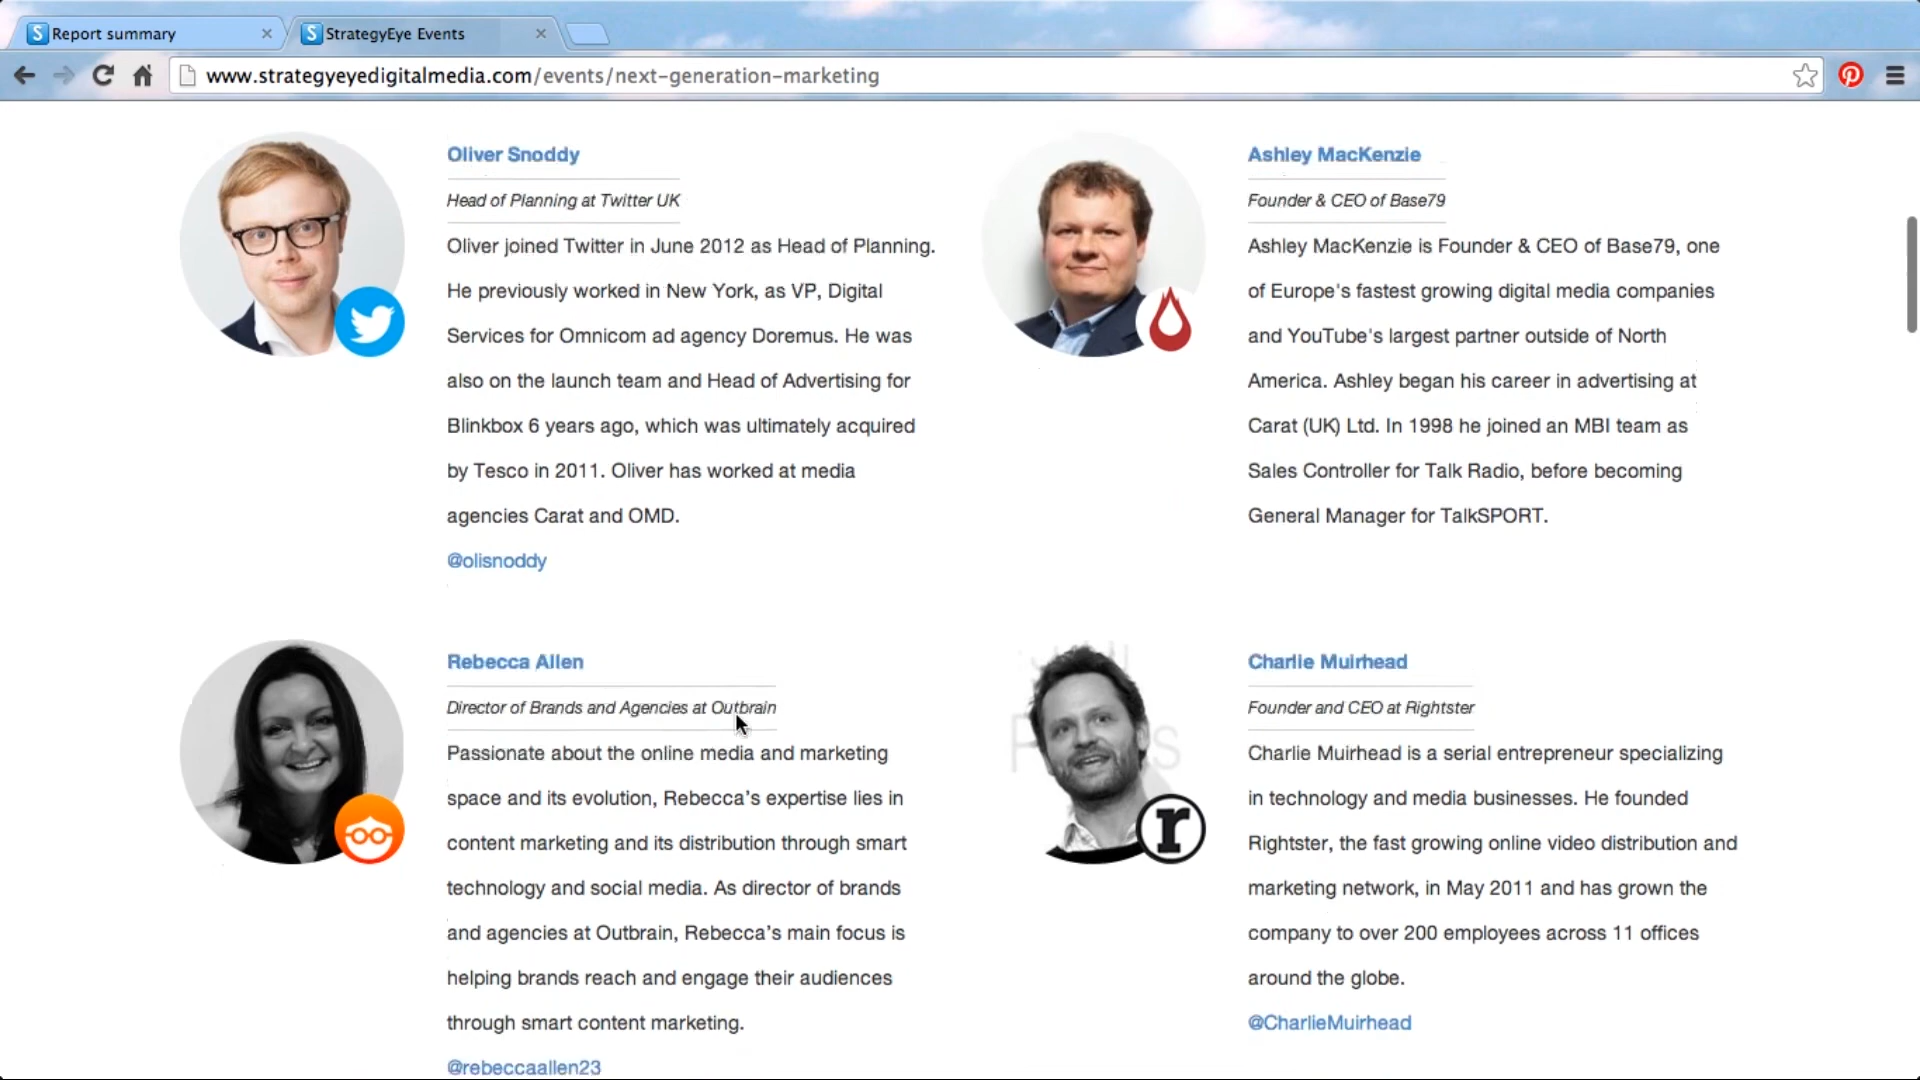 Report summary
StrategyEye Events
www.strategyeyedigitalmedia.com/events/next-generation-marketing
Oliver Snoddy
Head of Planning at Twitter UK
Oliver joined Twitter in June 2012 as Head of Planning.
He previously worked in New York, as VP, Digital
Services for Omnicom ad agency Doremus. He was
also on the launch team and Head of Advertising for
Blinkbox 6 years ago, which was ultimately acquired
by Tesco in 2011. Oliver has worked at media
agencies Carat and OMD.
@olisnoddy
Ashley MacKenzie
Founder & CEO of Base79
Ashley MacKenzie is Founder & CEO of Base79, one
of Europe's fastest growing digital media companies
and YouTube's largest partner outside of North
America. Ashley began his career in advertising at
Carat (UK) Ltd. In 1998 he joined an MBI team as
Sales Controller for Talk Radio, before becoming
General Manager for TalkSPORT.
Rebecca Allen
Director of Brands and Agencies at Outbrain
Passionate about the online media and marketing
space and its evolution, Rebecca’s expertise lies in
content marketing and its distribution through smart
technology and social media. As director of brands
and agencies at Outbrain, Rebecca’s main focus is
helping brands reach and engage their audiences
through smart content marketing.
@rebeccaallen23
r
Charlie Muirhead
Founder and CEO at Rightster
Charlie Muirhead is a serial entrepreneur specializing
in technology and media businesses. He founded
Rightster, the fast growing online video distribution and
marketing network, in May 2011 and has grown the
company to over 200 employees across 11 offices
around the globe.
@CharlieMuirhead